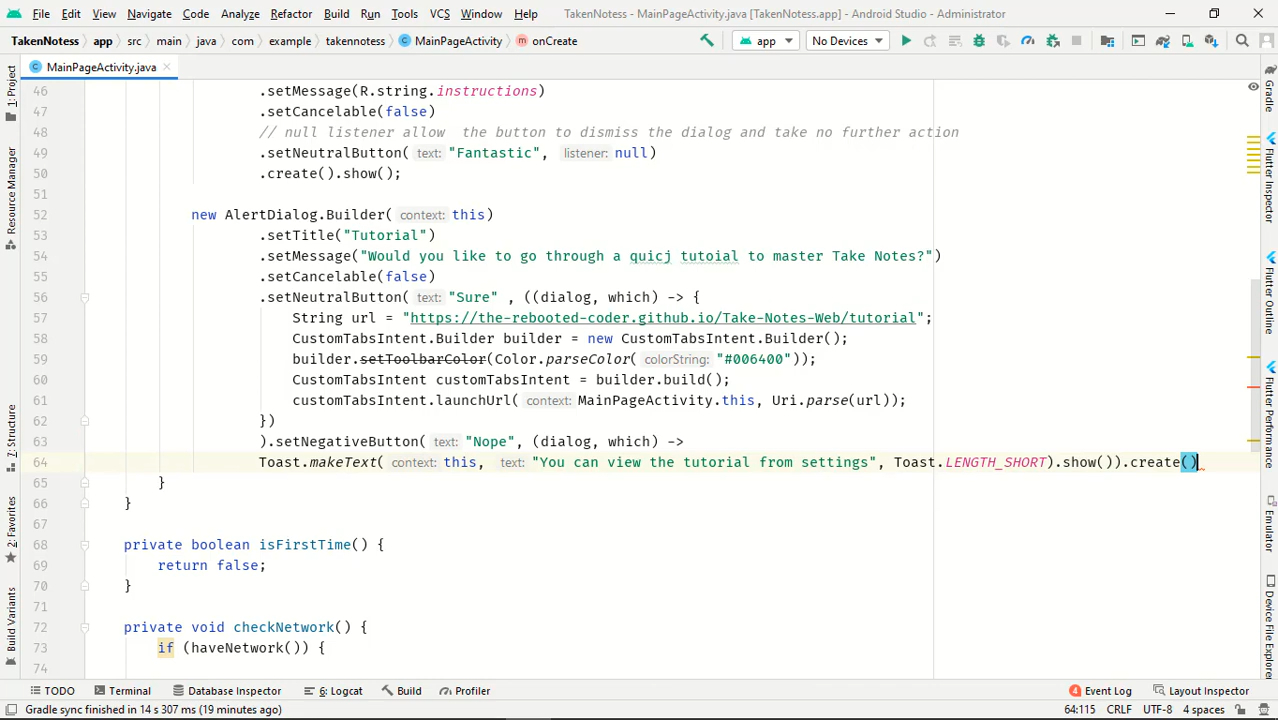 File Edit View Navigate Code Analyze Refactor Build Run Tools VCS Window Help TakenNotess - MainPageActivity.java [TakenNotess.app] - Android Studio - Administrator
TakenNotess app src main java com example takennotess MainPageActivity onCreate app No Devices
MainPageActivity.java
46 .setMessage(R.string.instructions)
47 .setCancelable(false)
48 // null listener allow  the button to dismiss the dialog and take no further action
49 .setNeutralButton( text: "Fantastic", listener: null)
50 .create().show();
51
52 new AlertDialog.Builder( context: this)
53 .setTitle("Tutorial")
54 .setMessage("Would you like to go through a quicj tutoial to master Take Notes?")
55 .setCancelable(false)
56 .setNeutralButton( text: "Sure" , ((dialog, which) -> {
57 String url = "https://the-rebooted-coder.github.io/Take-Notes-Web/tutorial";
58 CustomTabsIntent.Builder builder = new CustomTabsIntent.Builder();
59 builder.setToolbarColor(Color.parseColor( colorString: "#006400"));
60 CustomTabsIntent customTabsIntent = builder.build();
61 customTabsIntent.launchUrl( context: MainPageActivity.this, Uri.parse(url));
62 })
63 ).setNegativeButton( text: "Nope", (dialog, which) ->
64 Toast.makeText( context: this, text: "You can view the tutorial from settings", Toast.LENGTH_SHORT).show()).create()
65 }
66 }
67
68 private boolean isFirstTime() {
69 return false;
70 }
71
72 private void checkNetwork() {
73 if (haveNetwork()) {
74
1: Project
Resource Manager
7: Structure
2: Favorites
Build Variants
Gradle
Flutter Inspector
Flutter Outline
Flutter Performance
Emulator
Device File Explorer
TODO Terminal Database Inspector 6: Logcat Build Profiler 4 Event Log Layout Inspector
Gradle sync finished in 14 s 307 ms (19 minutes ago) 64:115 CRLF UTF-8 4 spaces